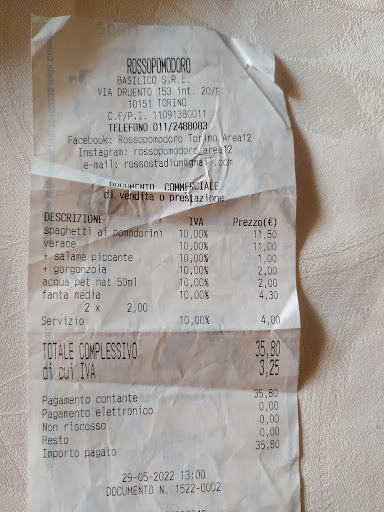 ROSSOPOMODORO
BASILICO S.R.L.
VIA DRUENTO 153 int. 20/E
10151 TORINO
C.F/P.I. 11091380011
TELEFONO 011/2488083
Facebook: Rossopomodoro Torino Area12
Instagram: rossopomodoro_area12
e-mail: rossostadium@gmail.com
DOCUMENTO COMMERCIALE
di vendita o prestazione
DESCRIZIONE IVA Prezzo(€)
spaghetti ai pomodorini 10,00% 11,50
verace 10,00% 11,00
+ salame piccante 10,00% 1,00
+ gorgonzola 10,00% 2,00
acqua pet nat 50ml 10,00% 2,00
fanta media 10,00% 4,30
2 x 2,00
Servizio 10,00% 4,00
TOTALE COMPLESSIVO 35,80
di cui IVA 3,25
Pagamento contante 35,80
Pagamento elettronico 0,00
Non riscosso 0,00
Resto 0,00
Importo pagato 35,80
29-05-2022 13:00
DOCUMENTO N. 1522-0002